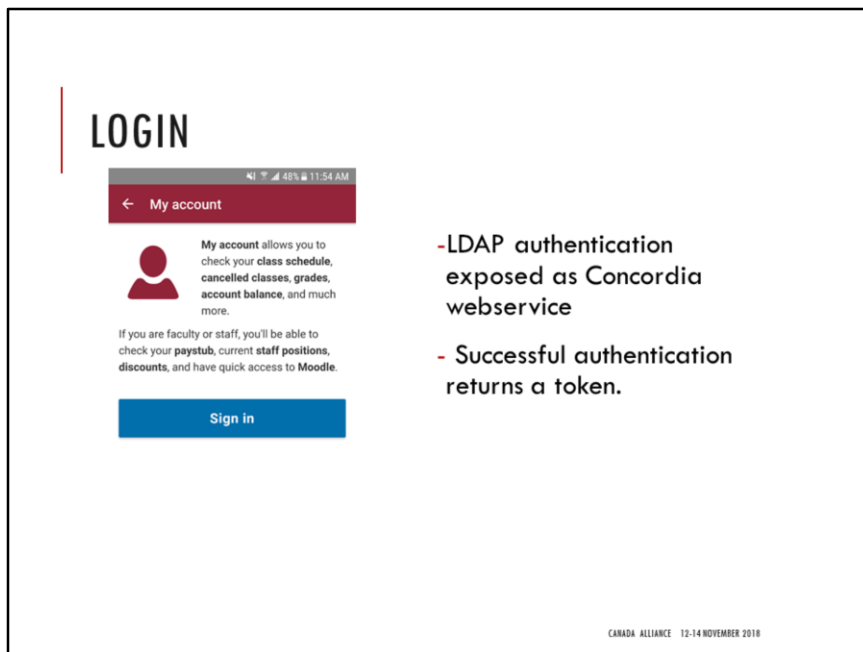 LOGIN
48% 11:54 AM
My account
My account allows you to
check your class schedule,
cancelled classes, grades,
account balance, and much
more.
If you are faculty or staff, you'll be able to
check your paystub, current staff positions,
discounts, and have quick access to Moodle.
Sign in
-LDAP authentication
exposed as Concordia
webservice
- Successful authentication
returns a token.
CANADA ALLIANCE 12-14 NOVEMBER 2018